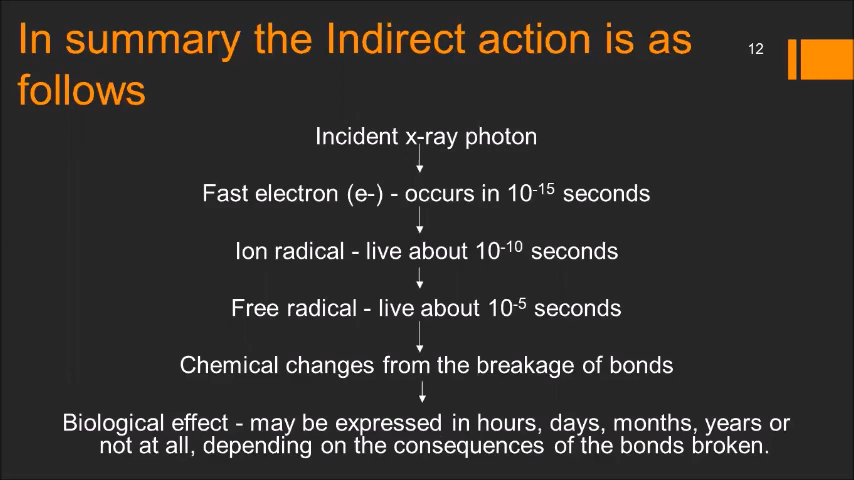 In summary the Indirect action is as
follows
12
Incident x-ray photon
Fast electron (e-) - occurs in 10⁻¹⁵ seconds
Ion radical - live about 10⁻¹⁰ seconds
Free radical - live about 10⁻⁵ seconds
Chemical changes from the breakage of bonds
Biological effect - may be expressed in hours, days, months, years or
not at all, depending on the consequences of the bonds broken.